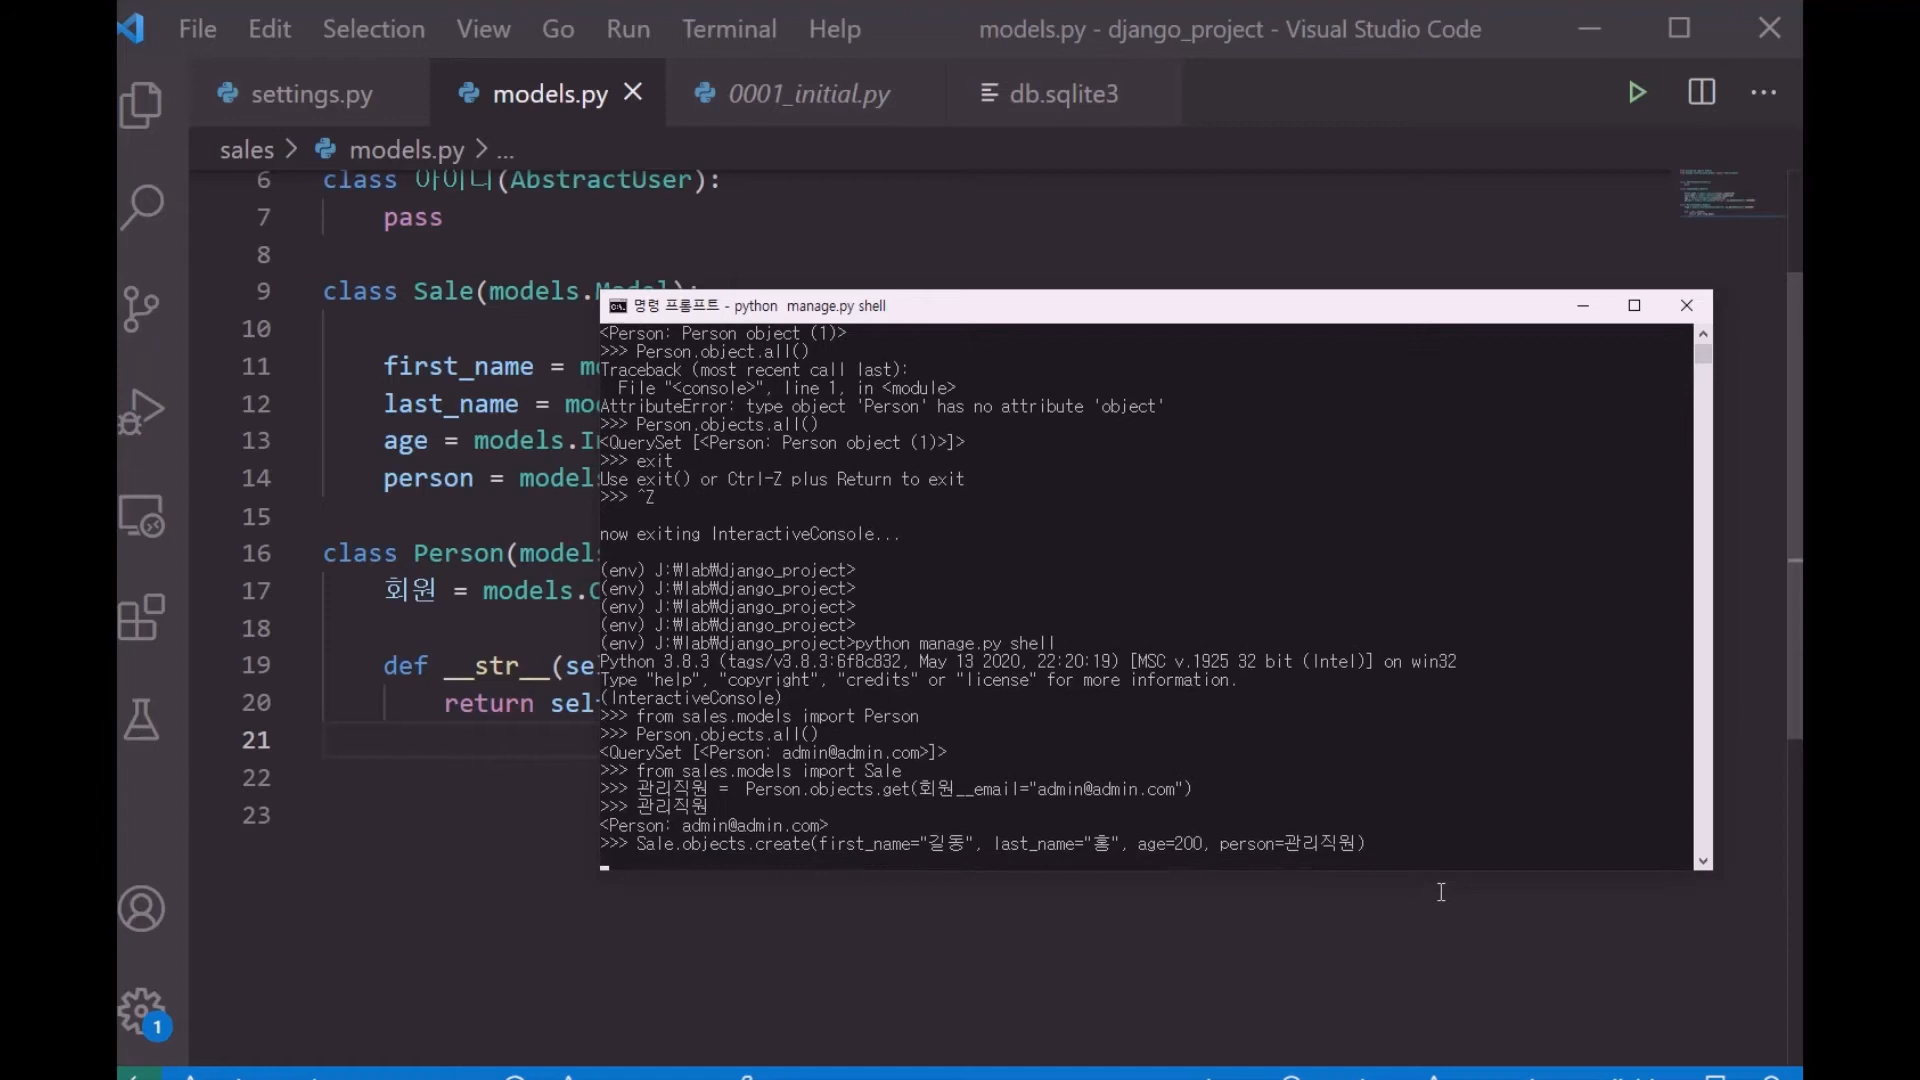 File Edit Selection View Go Run Terminal Help models.py - django_project - Visual Studio Code
settings.py models.py 0001_initial.py db.sqlite3
sales > models.py > ...
6 class 아이디(AbstractUser):
7 pass
8
9 class Sale(models.Model):
10
11 first_name = m
12 last_name = mo
13 age = models.I
14 person = models
15
16 class Person(models
17 회원 = models.
18
19 def __str__(se
20 return sel
21
22
23
명령 프롬프트 - python manage.py shell
<Person: Person object (1)>
>>> Person.object.all()
Traceback (most recent call last):
File "<console>", line 1, in <module>
AttributeError: type object 'Person' has no attribute 'object'
>>> Person.objects.all()
<QuerySet [<Person: Person object (1)>]>
>>> exit
Use exit() or Ctrl-Z plus Return to exit
>>> ^Z
now exiting InteractiveConsole...
(env) J:₩lab₩django_project>
(env) J:₩lab₩django_project>
(env) J:₩lab₩django_project>
(env) J:₩lab₩django_project>
(env) J:₩lab₩django_project>python manage.py shell
Python 3.8.3 (tags/v3.8.3:6f8c832, May 13 2020, 22:20:19) [MSC v.1925 32 bit (Intel)] on win32
Type "help", "copyright", "credits" or "license" for more information.
(InteractiveConsole)
>>> from sales.models import Person
>>> Person.objects.all()
<QuerySet [<Person: admin@admin.com>]>
>>> from sales.models import Sale
>>> 관리직원 = Person.objects.get(회원__email="admin@admin.com")
>>> 관리직원
<Person: admin@admin.com>
>>> Sale.objects.create(first_name="길동", last_name="홍", age=200, person=관리직원)
1